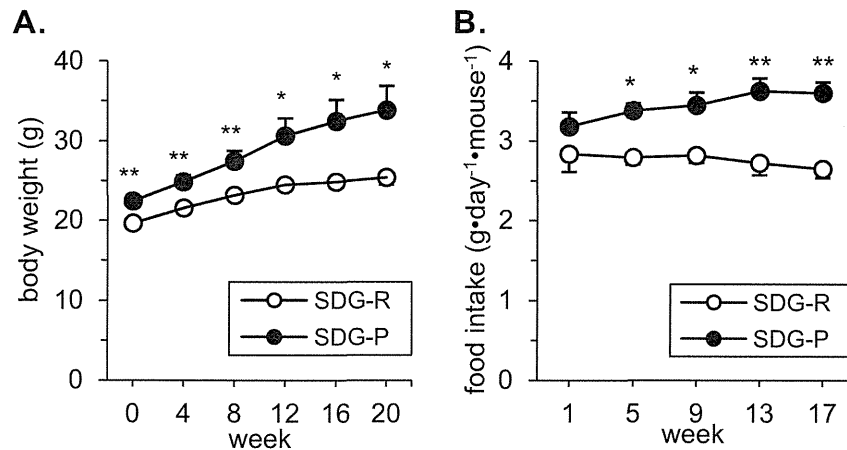 A.
body weight (g)
40
30
20
10
0
**
**
**
*
*
*
SDG-R
SDG-P
0 4 8 12 16 20
week
B.
food intake (g•day⁻¹•mouse⁻¹)
4
3
2
1
0
*
*
**
**
SDG-R
SDG-P
1 5 9 13 17
week